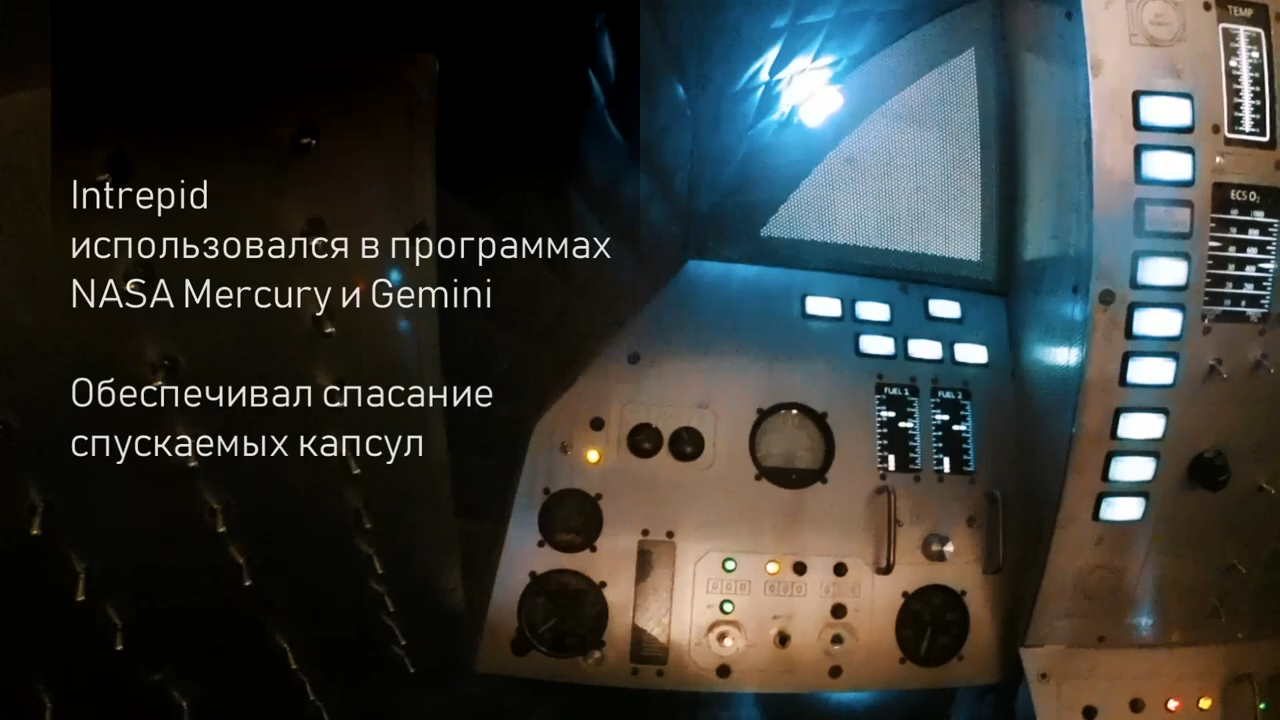 Intrepid
использовался в программах
NASA Mercury и Gemini
Обеспечивал спасание
спускаемых капсул
TEMP
ECS O₂
FUEL 1
FUEL 2